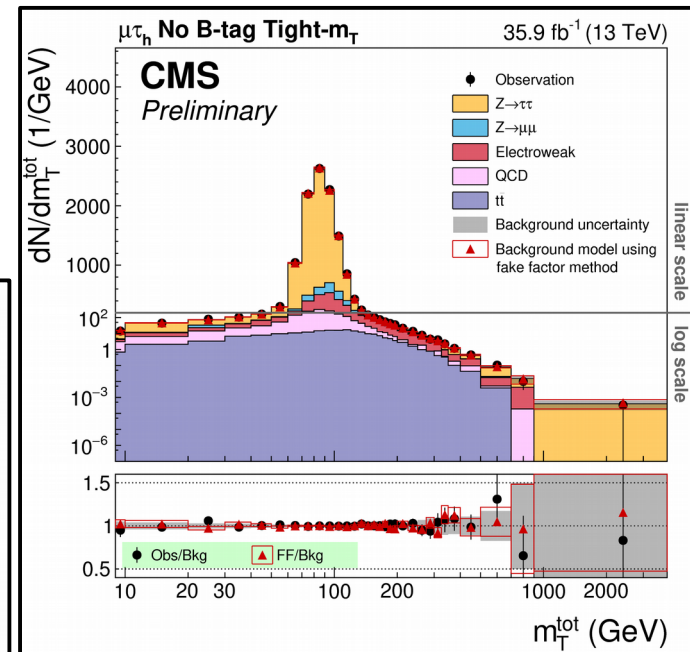 μτh No B-tag Tight-mT 35.9 fb⁻¹ (13 TeV)
CMS
Preliminary
Observation
Z→ττ
Z→μμ
Electroweak
QCD
tt
Background uncertainty
Background model using
fake factor method
dN/dmTtot (1/GeV)
4000
3000
2000
1000
10²
1
10⁻³
10⁻⁶
linear scale
log scale
1.5
1
0.5
Obs/Bkg FF/Bkg
10 20 30 100 200 1000 2000
mTtot (GeV)